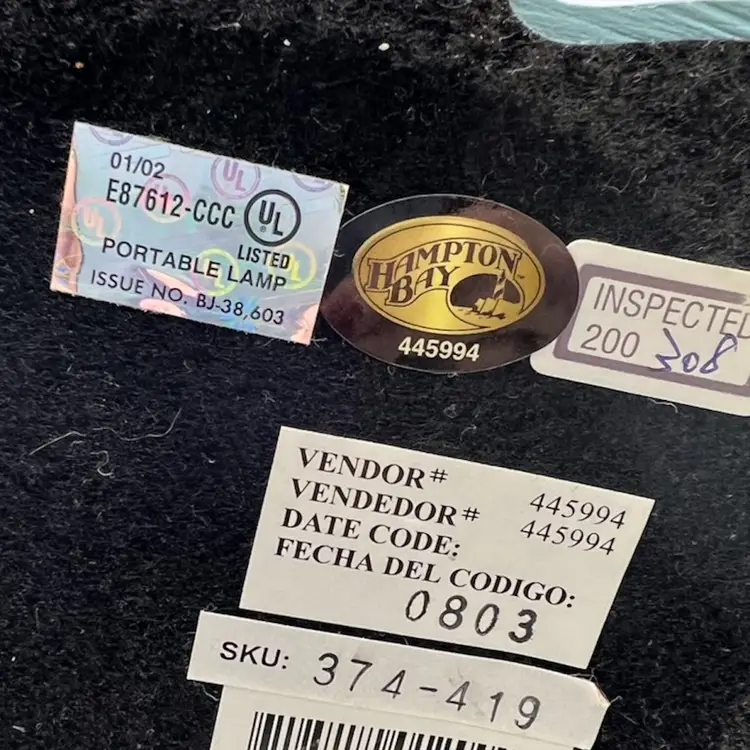 01/02
E87612-CCC
UL
LISTED
PORTABLE LAMP
ISSUE NO. BJ-38,603
HAMPTON
BAY
445994
INSPECTED
200 308
VENDOR# 445994
VENDEDOR# 445994
DATE CODE:
FECHA DEL CODIGO:
0803
SKU: 374-419